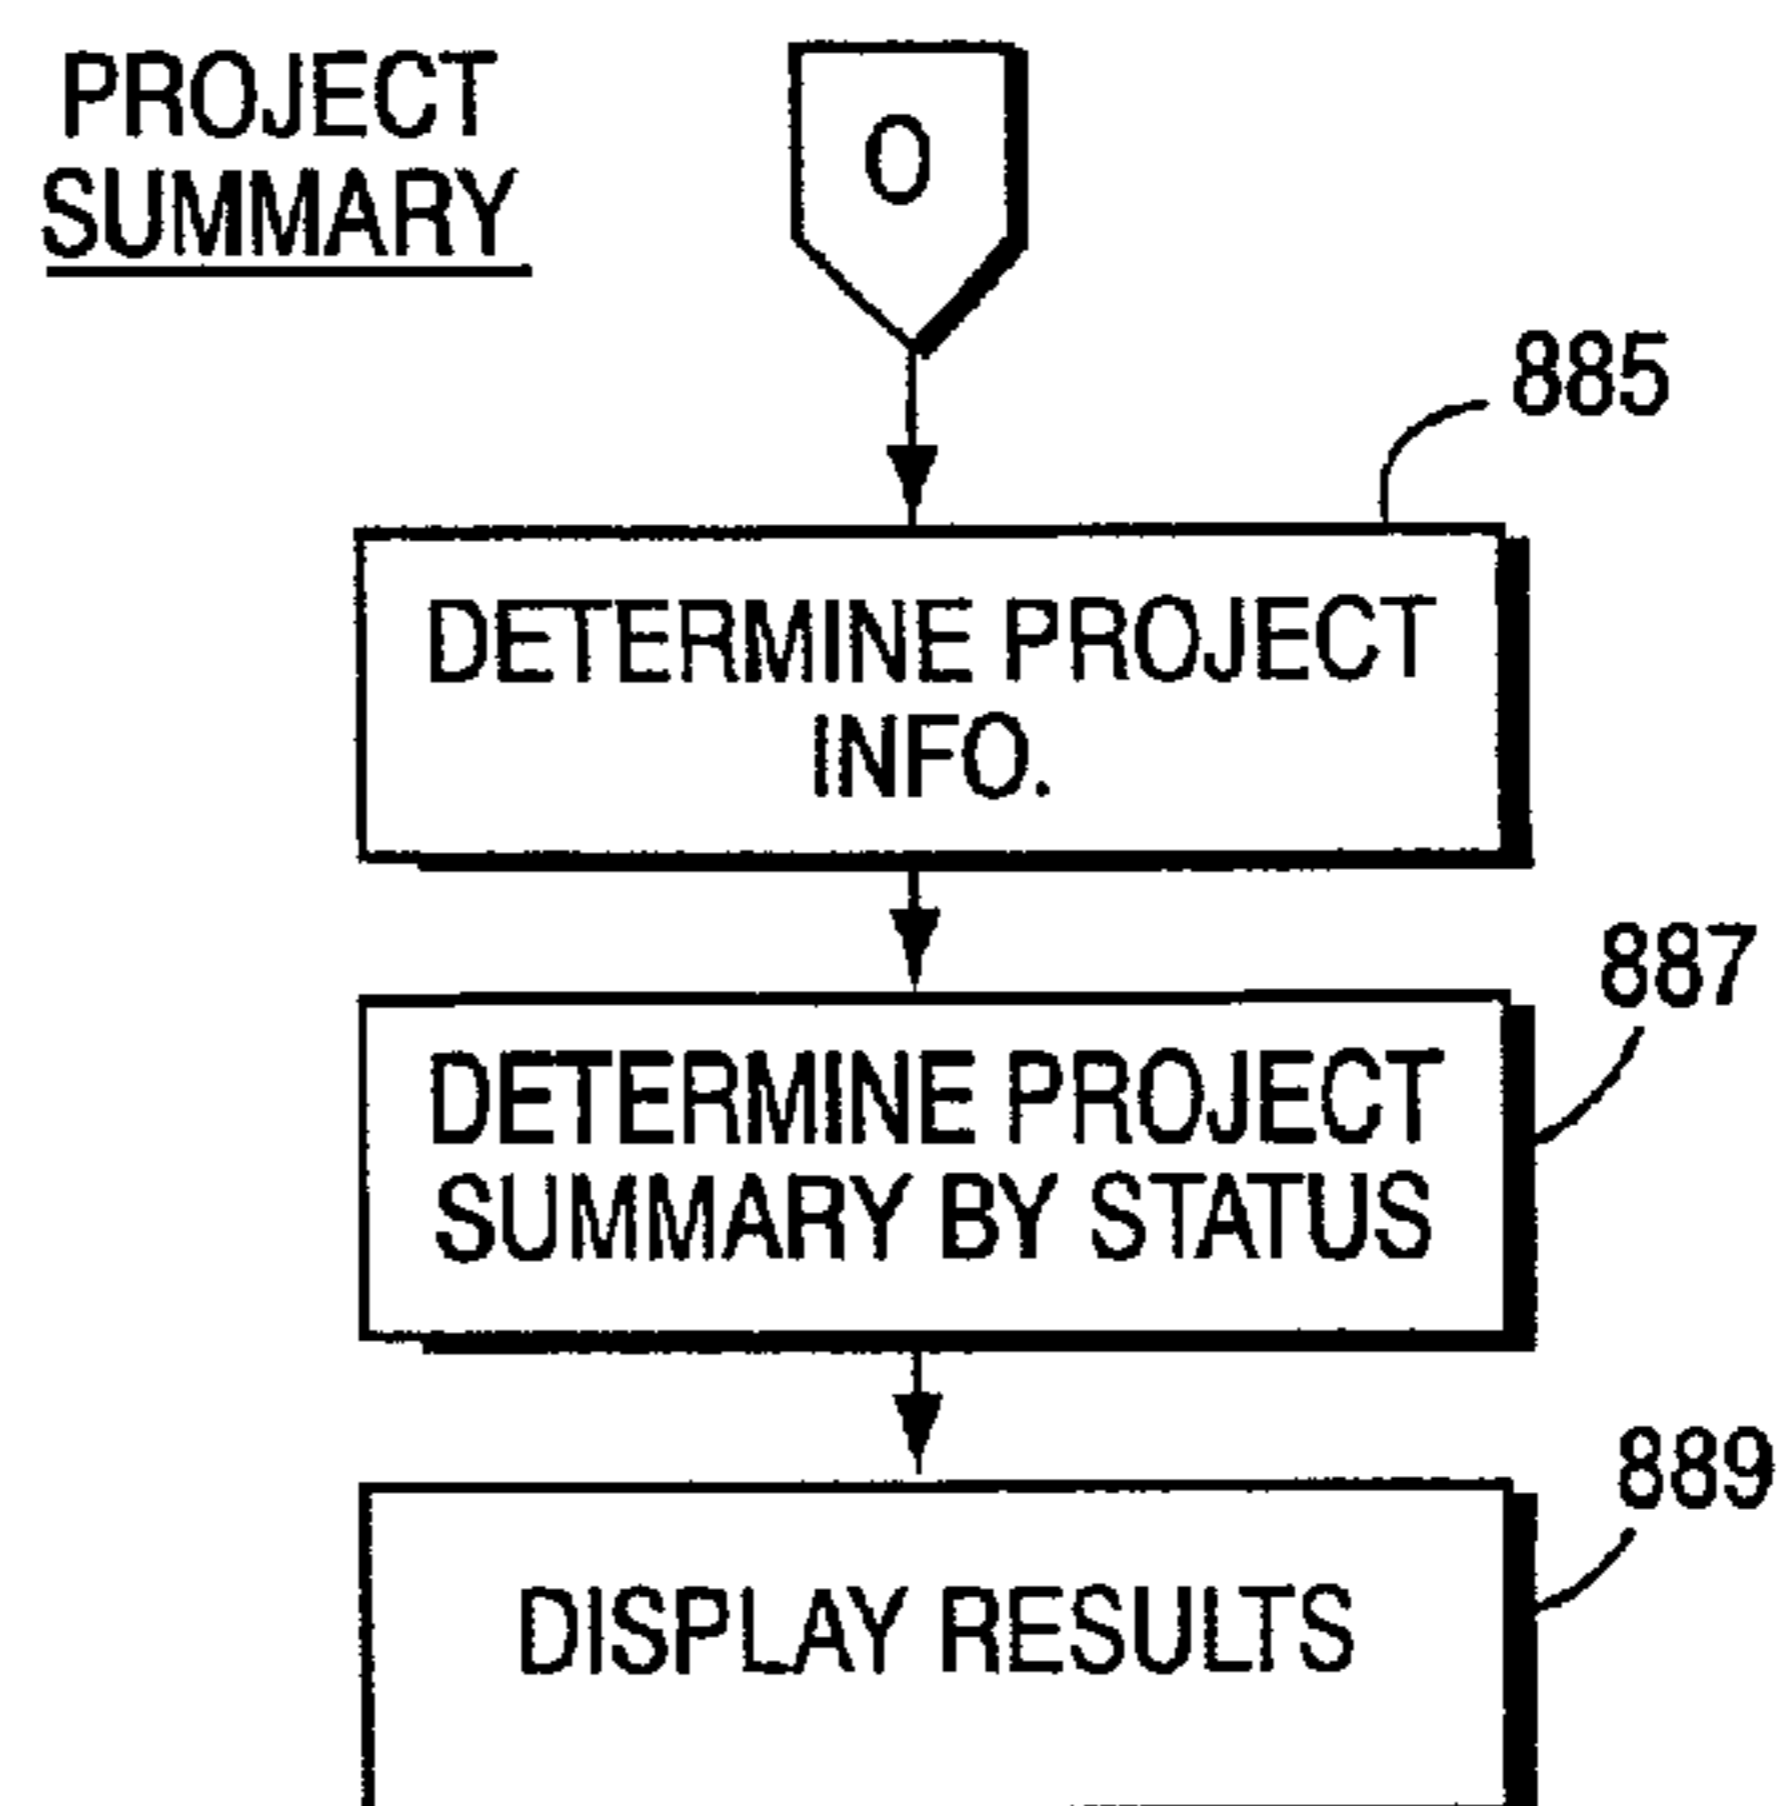 PROJECT
SUMMARY
O
885
DETERMINE PROJECT
INFO.
887
DETERMINE PROJECT
SUMMARY BY STATUS
889
DISPLAY RESULTS